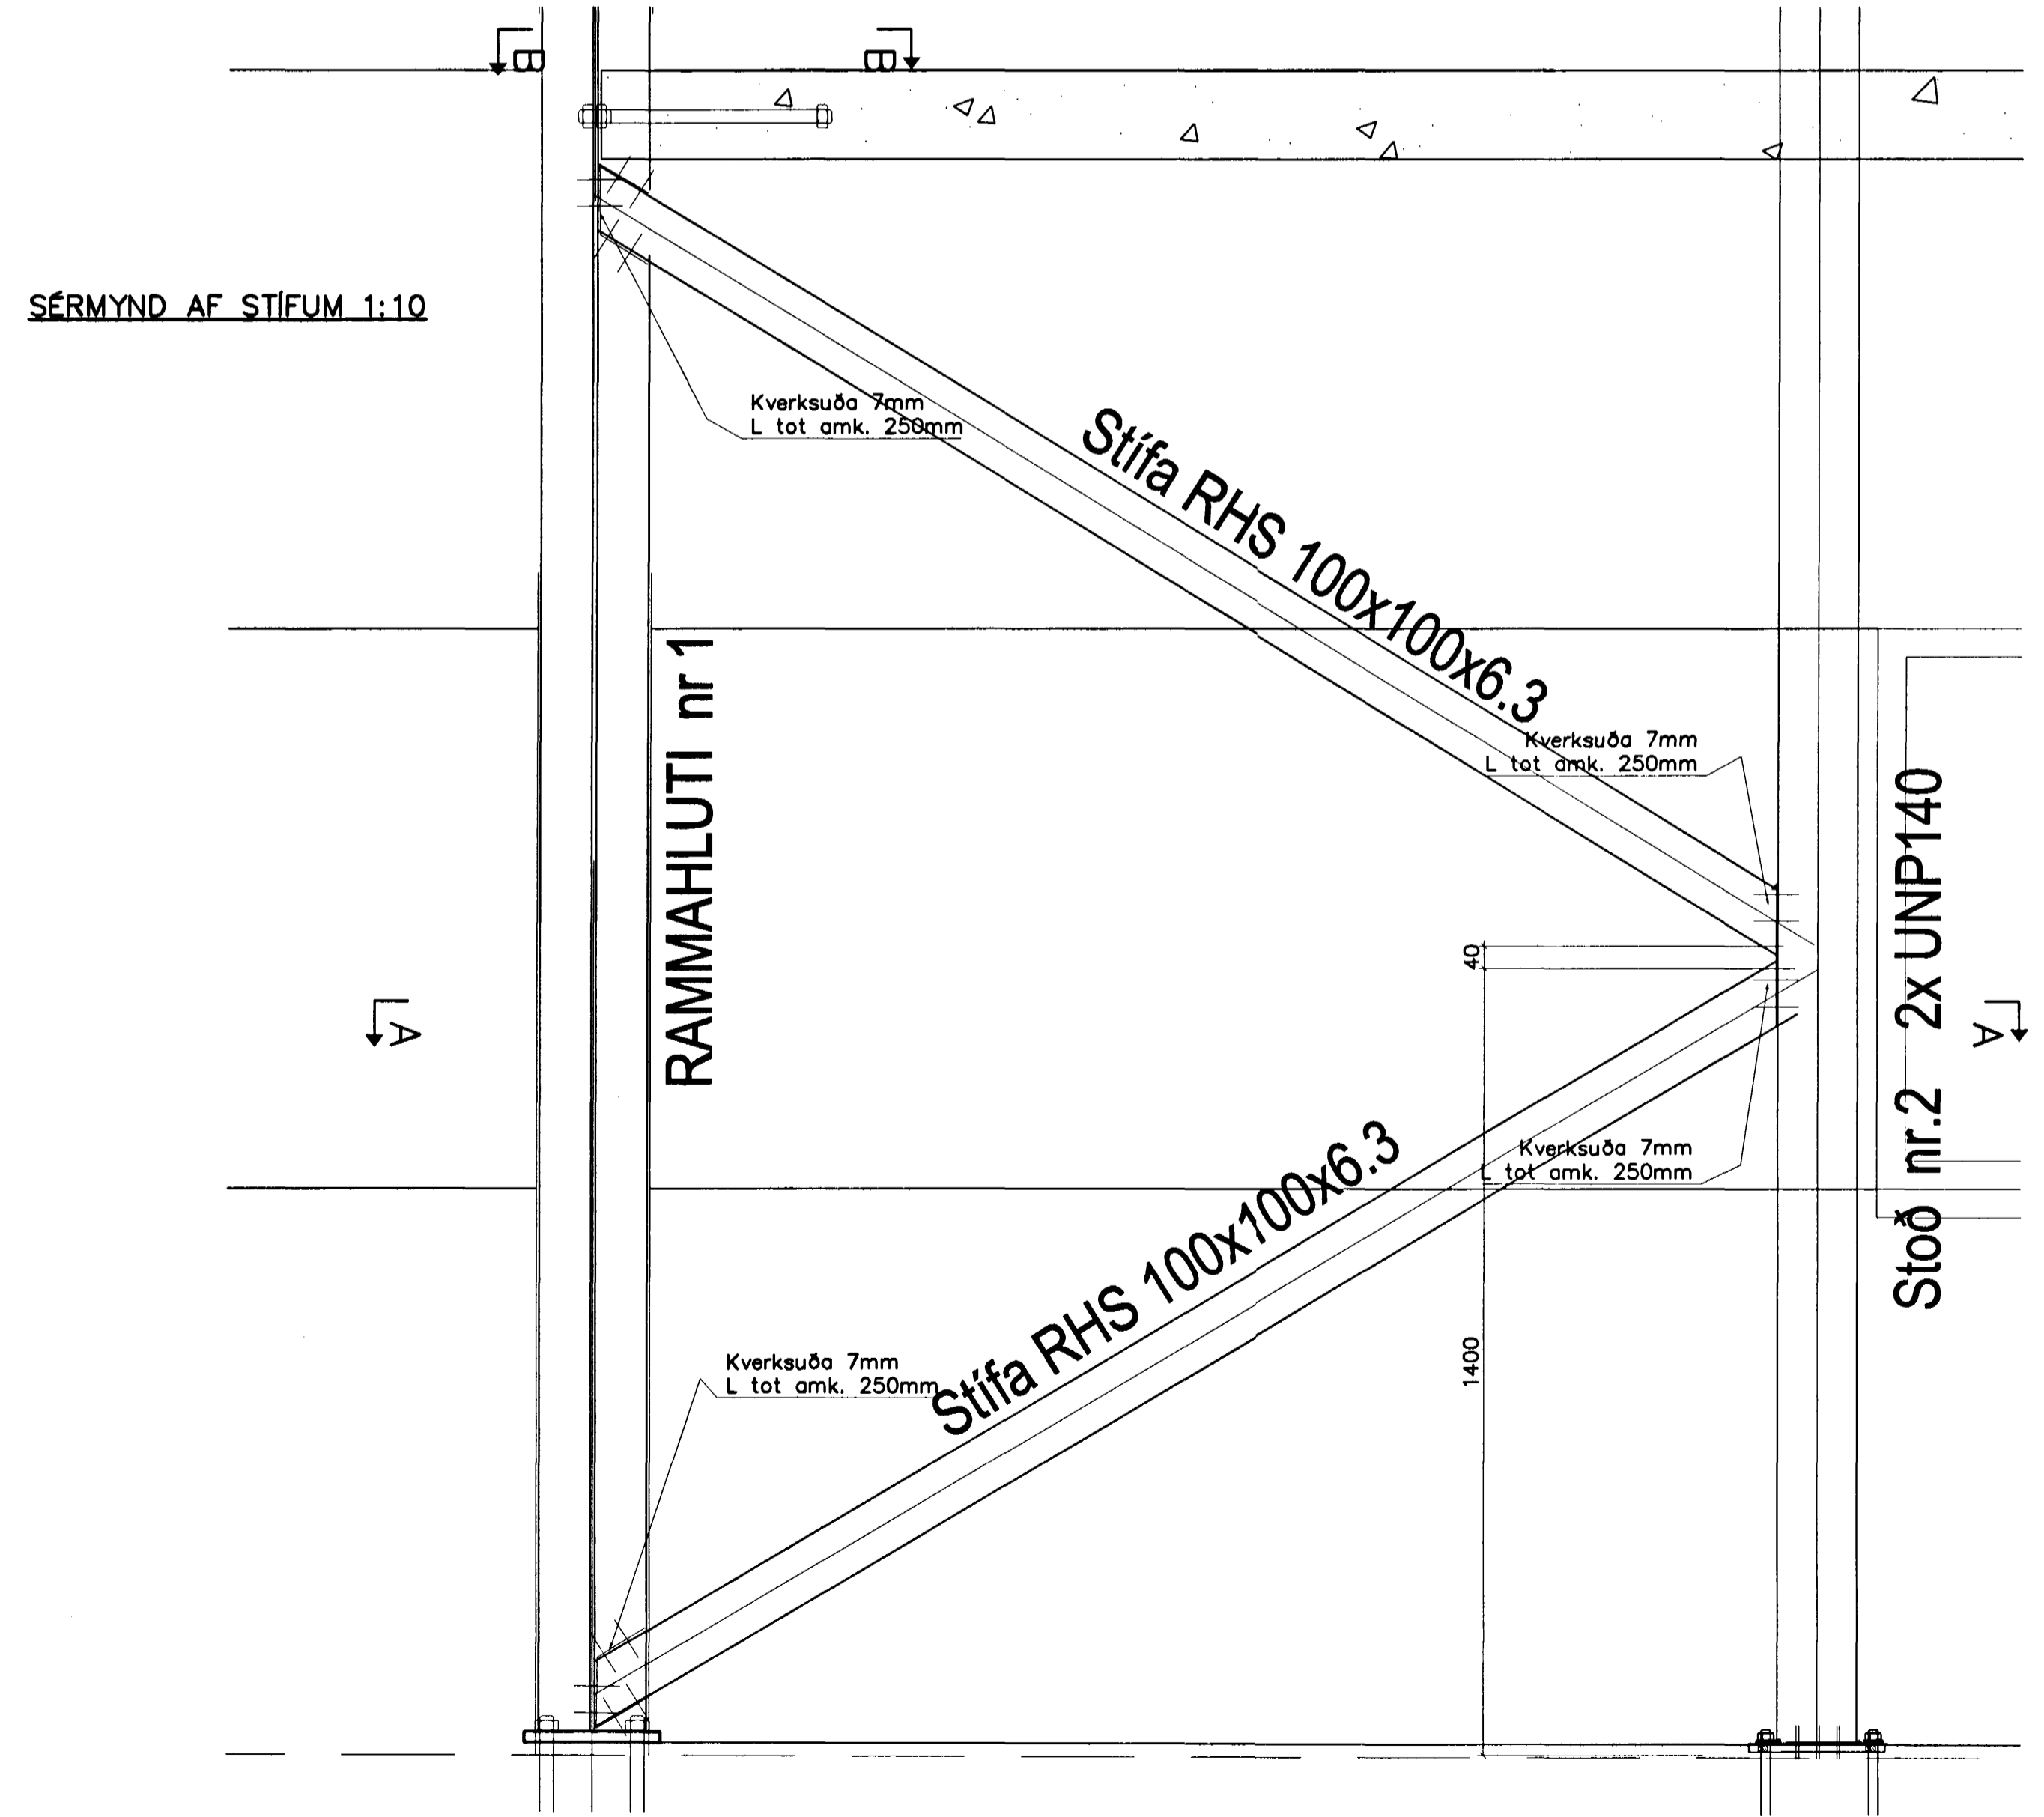 B
B
SÉRMYND AF STÍFUM 1:10
Kverksuða 7mm
L tot amk. 250mm
Stífa RHS 100x100x6.3
RAMMAHLUTI nr 1
Kverksuða 7mm
L tot amk. 250mm
Stoð nr.2 2x UNP140
40
A
A
Kverksuða 7mm
L tot amk. 250mm
Stífa RHS 100x100x6.3
1400
Kverksuða 7mm
L tot amk. 250mm